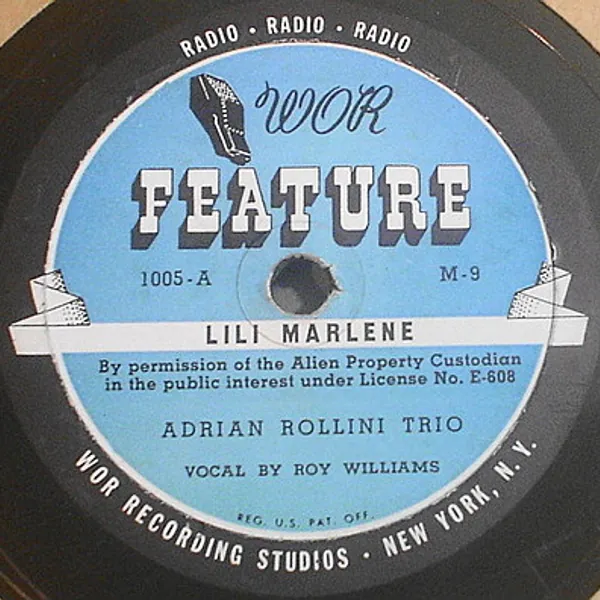 RADIO • RADIO • RADIO
WOR
FEATURE
1005-A M-9
LILI MARLENE
By permission of the Alien Property Custodian
in the public interest under License No. E-608
ADRIAN ROLLINI TRIO
VOCAL BY ROY WILLIAMS
REG. U.S. PAT. OFF.
WOR RECORDING STUDIOS • NEW YORK, N.Y.